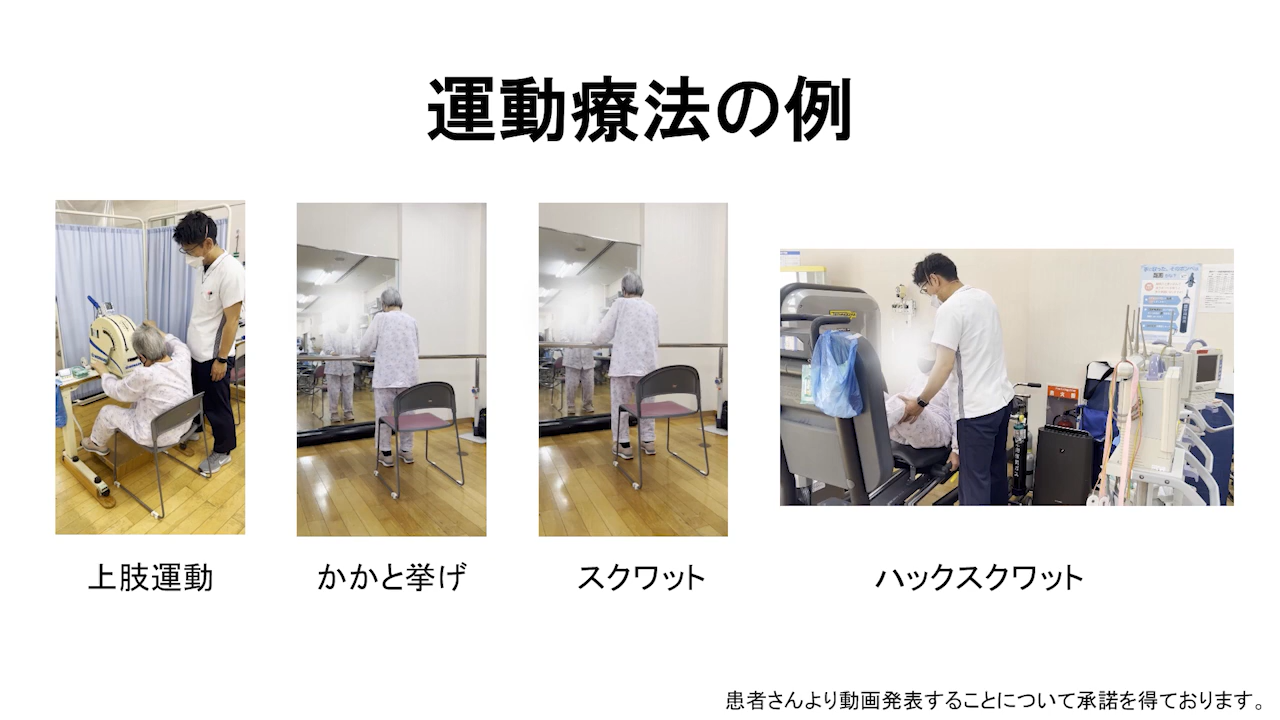 運動療法の例
上肢運動
かかと挙げ
スクワット
ハックスクワット
患者さんより動画発表することについて承諾を得ております。